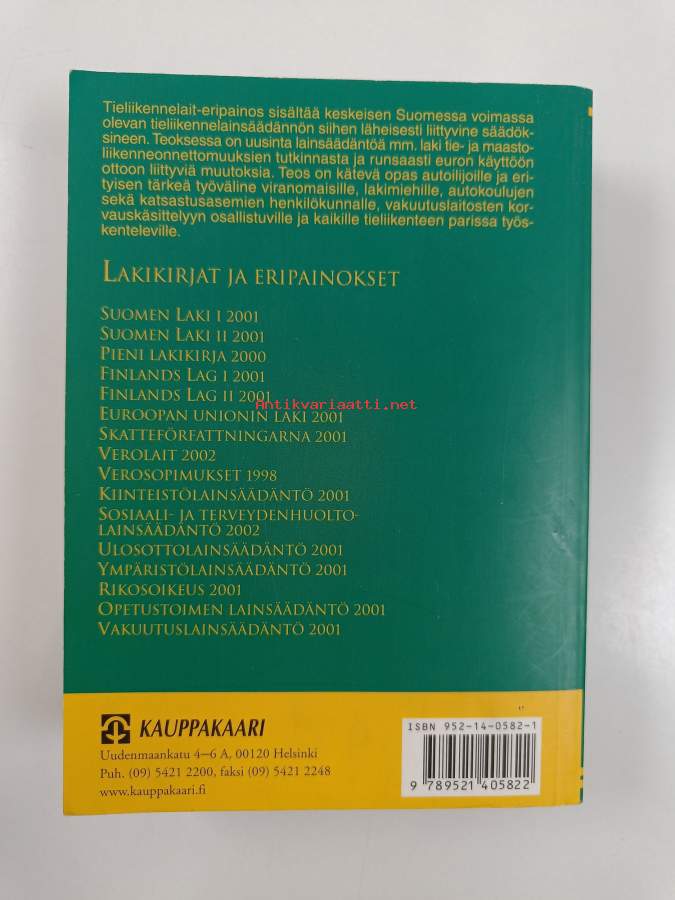 Tieliikennelait-eripainos sisältää keskeisen Suomessa voimassa
olevan tieliikennelainsäädännön siihen läheisesti liittyvine säädök-
sineen. Teoksessa on uusinta lainsäädäntöä mm. laki tie- ja maasto-
liikenneonnettomuuksien tutkinnasta ja runsaasti euron käyttöön
ottoon liittyviä muutoksia. Teos on kätevä opas autoilijoille ja eri-
tyisen tärkeä työväline viranomaisille, lakimiehille, autokoulujen
sekä katsastusasemien henkilökunnalle, vakuutuslaitosten kor-
vauskäsittelyyn osallistuville ja kaikille tieliikenteen parissa työs-
kenteleville.
LAKIKIRJAT JA ERIPAINOKSET
SUOMEN LAKI I 2001
SUOMEN LAKI II 2001
PIENI LAKIKIRJA 2000
FINLANDS LAG I 2001
FINLANDS LAG II 2001
Antikvariaatti.net
EUROOPAN UNIONIN LAKI 2001
SKATTEFÖRFATTNINGARNA 2001
VEROLAIT 2002
VEROSOPIMUKSET 1998
KIINTEISTÖLAINSÄÄDÄNTÖ 2001
SOSIAALI- JA TERVEYDENHUOLTO-
LAINSÄÄDÄNTÖ 2002
ULOSOTTOLAINSÄÄDÄNTÖ 2001
YMPÄRISTÖLAINSÄÄDÄNTÖ 2001
RIKOSOIKEUS 2001
OPETUSTOIMEN LAINSÄÄDÄNTÖ 2001
VAKUUTUSLAINSÄÄDÄNTÖ 2001
KAUPPAKAARI
Uudenmaankatu 4–6 A, 00120 Helsinki
Puh. (09) 5421 2200, faksi (09) 5421 2248
www.kauppakaari.fi
ISBN 952-14-0582-1
9 789521 405822